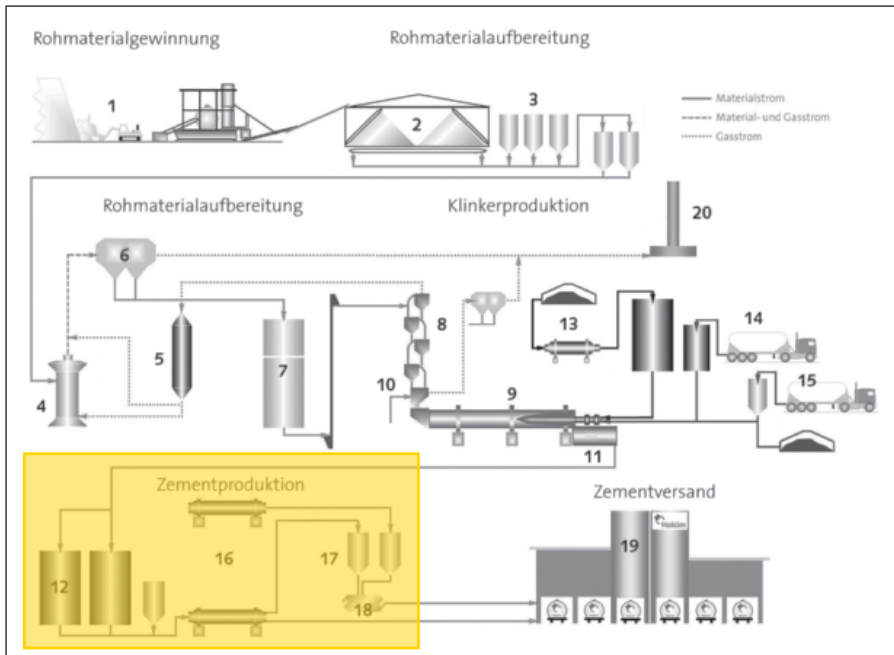 Rohmaterialgewinnung
Rohmaterialaufbereitung
1
2
3
Materialstrom
Material- und Gasstrom
Gasstrom
Rohmaterialaufbereitung
Klinkerproduktion
20
6
8
13
14
5
7
4
10
9
15
11
Zementproduktion
Zementversand
12
16
17
18
19
Holcim